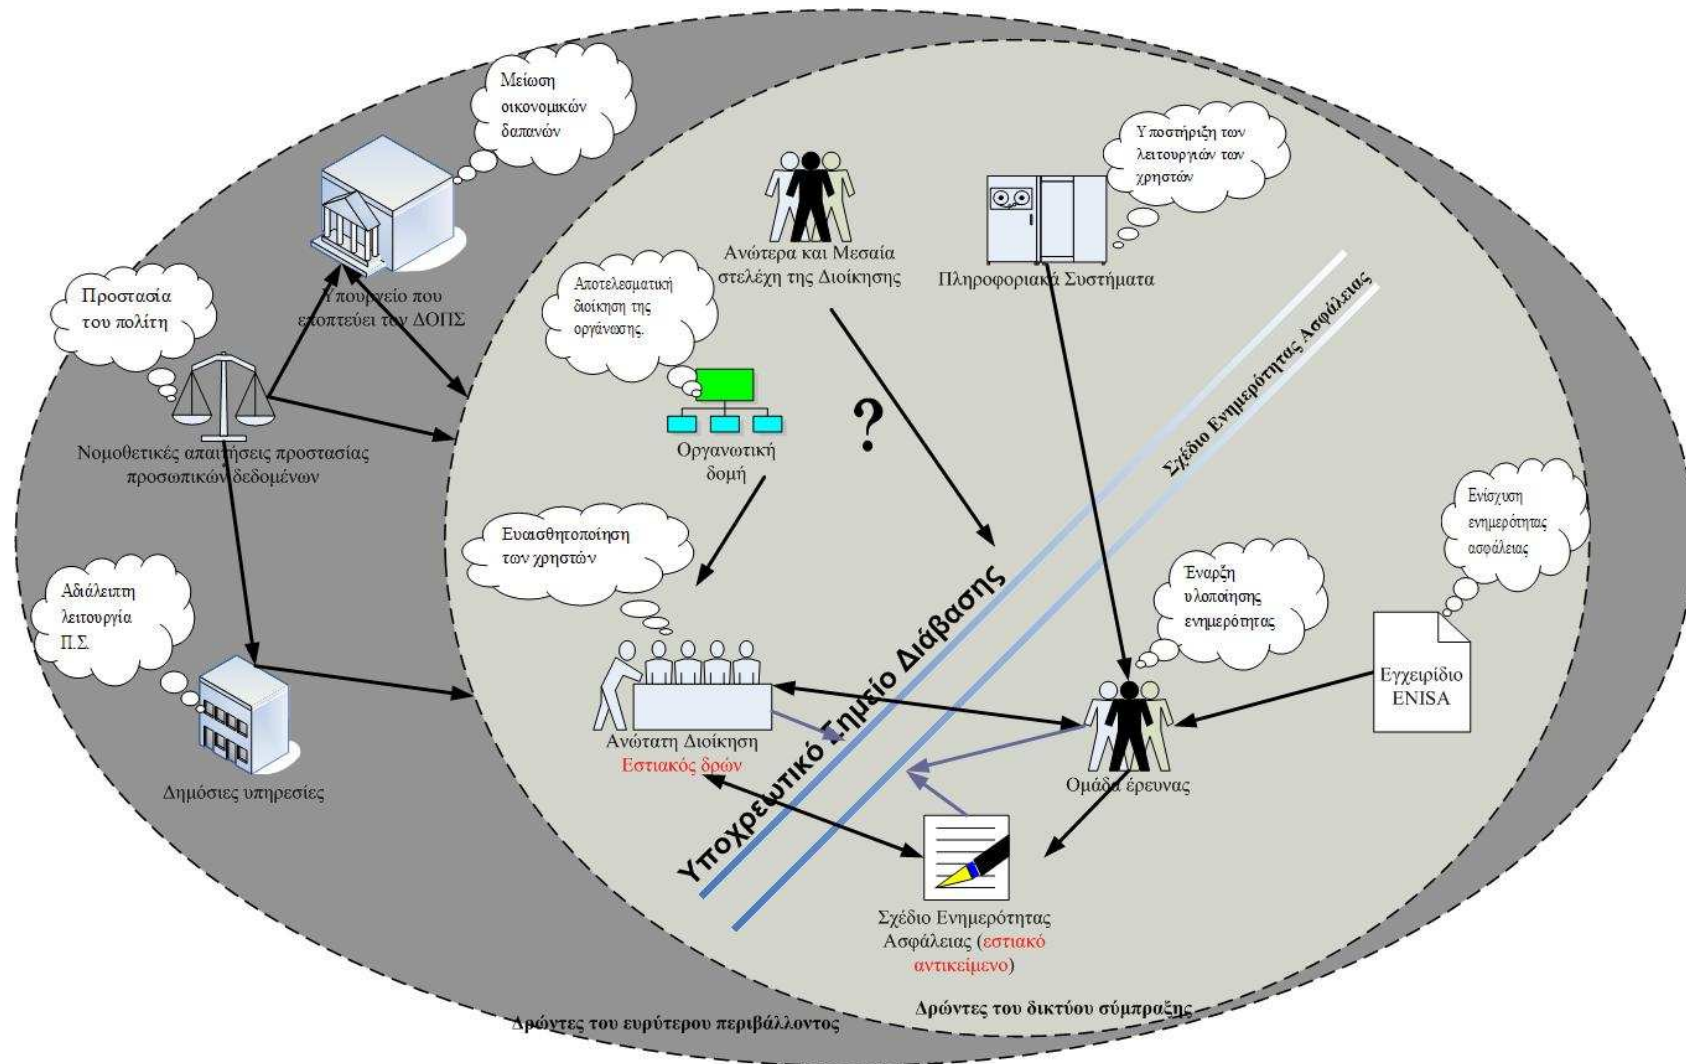 Μείωση
οικονομικών
δαπανών
Υπουργείο που
εποπτεύει τον ΔΟΠΣ
Προστασία
του πολίτη
Νομοθετικές απαιτήσεις προστασίας
προσωπικών δεδομένων
Αδιάλειπτη
λειτουργία
Π.Σ.
Δημόσιες υπηρεσίες
Ανώτερα και Μεσαία
στελέχη της Διοίκησης
Υποστήριξη των
λειτουργιών των
χρηστών
Πληροφοριακά Συστήματα
Αποτελεσματική
διοίκηση της
οργάνωσης.
Οργανωτική
δομή
?
Σχέδιο Ενημερότητας Ασφάλειας
Υποχρεωτικό Σημείο Διάβασης
Ευαισθητοποίηση
των χρηστών
Ανώτατη Διοίκηση
Εστιακός δρών
Έναρξη
υλοποίησης
ενημερότητας
Ομάδα έρευνας
Ενίσχυση
ενημερότητας
ασφάλειας
Εγχειρίδιο
ENISA
Σχέδιο Ενημερότητας
Ασφάλειας (εστιακό
αντικείμενο)
Δρώντες του δικτύου σύμπραξης
Δρώντες του ευρύτερου περιβάλλοντος